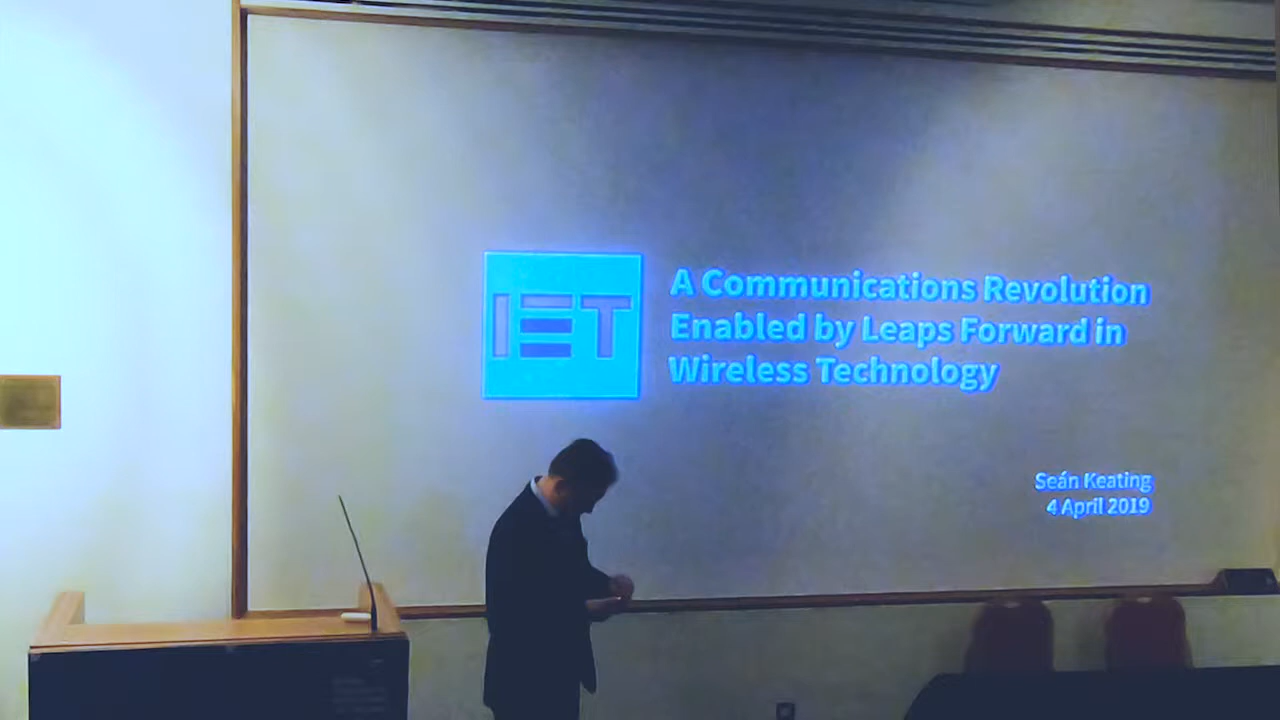 IET
A Communications Revolution
Enabled by Leaps Forward in
Wireless Technology
Seán Keating
4 April 2019